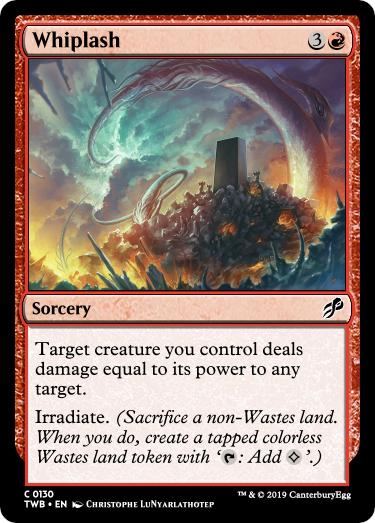 Whiplash 3
Sorcery
Target creature you control deals
damage equal to its power to any
target.
Irradiate. (Sacrifice a non-Wastes land.
When you do, create a tapped colorless
Wastes land token with ‘: Add ’.)
C 0130
TWB • EN Christophe LuNyarlathotep
™ & © 2019 CanterburyEgg